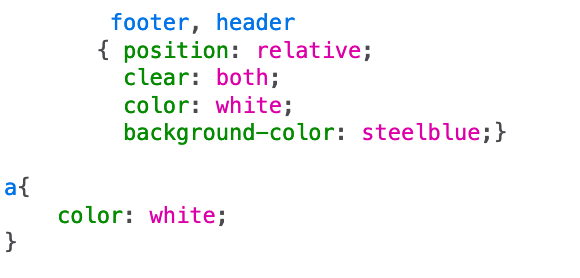 footer, header
{ position: relative;
clear: both;
color: white;
background-color: steelblue;}
a{
color: white;
}